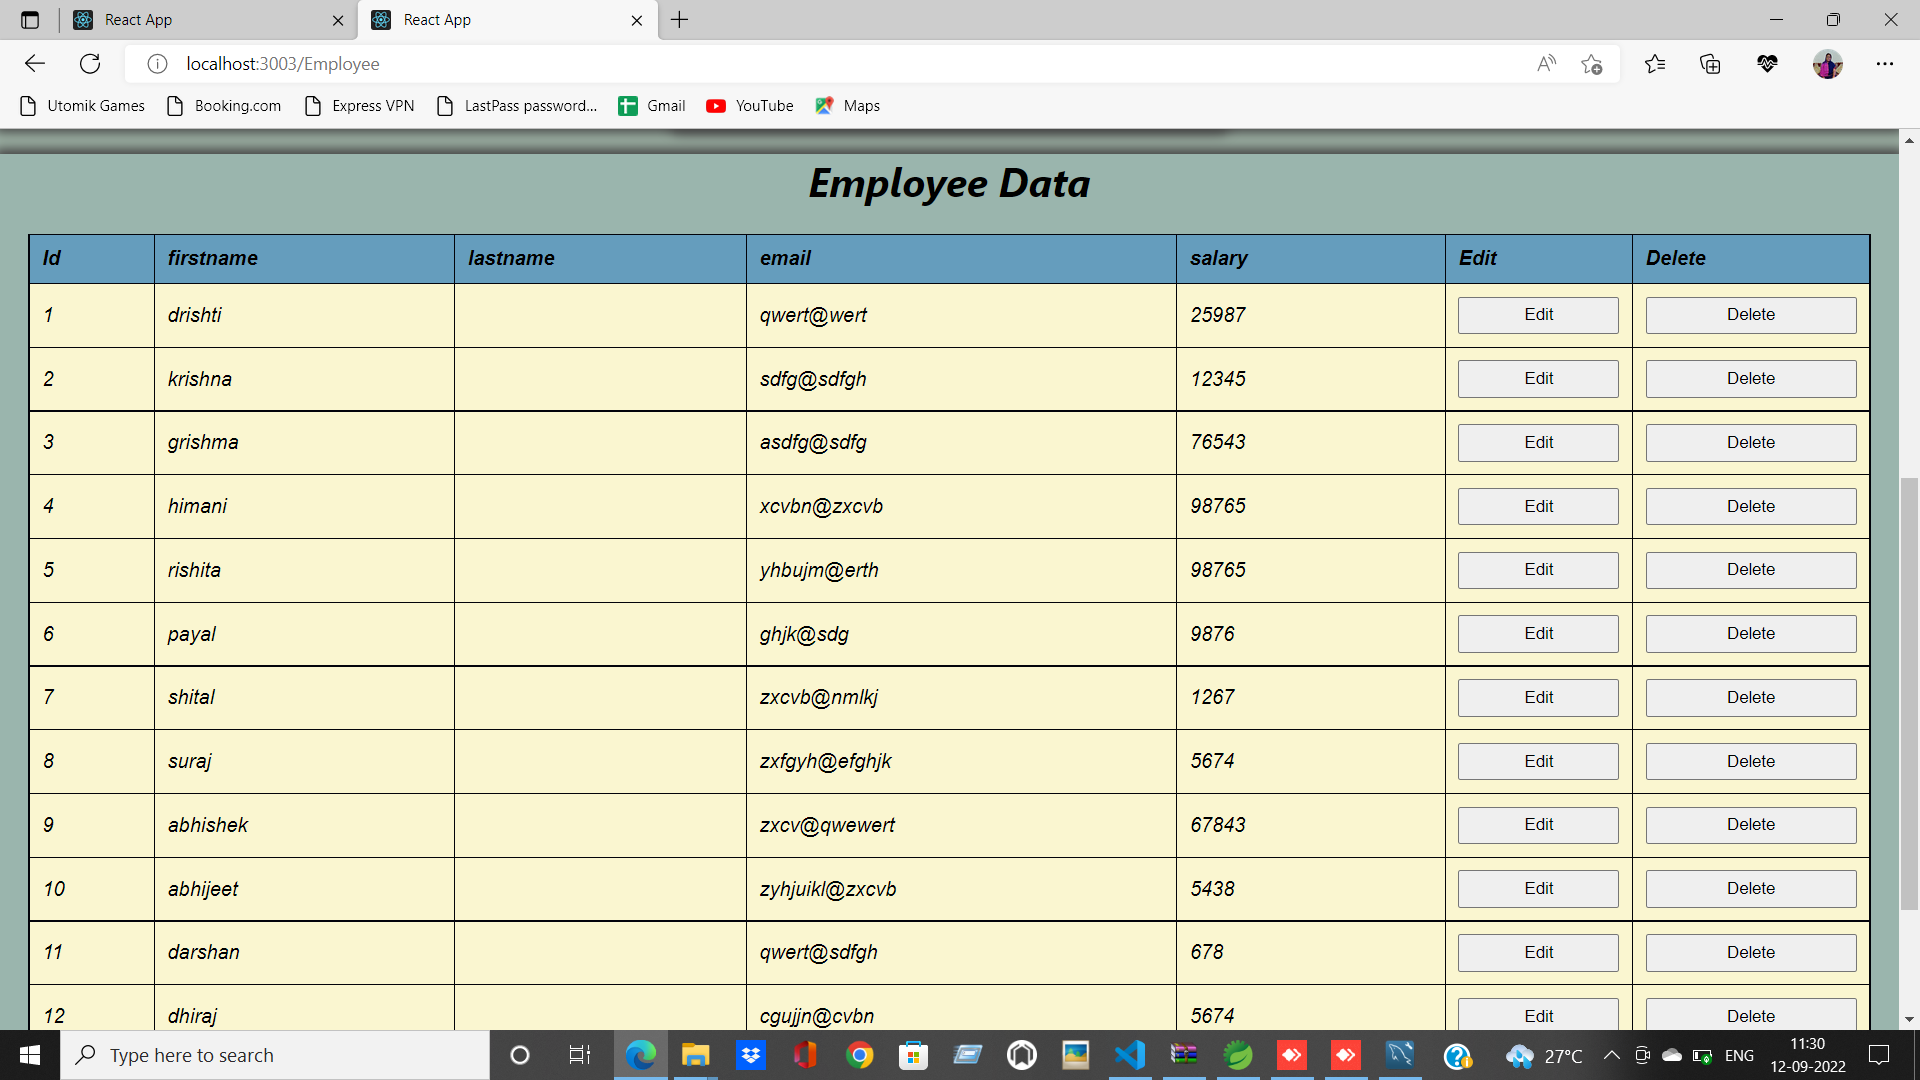 React App
React App
localhost:3003/Employee
Utomik Games
Booking.com
Express VPN
LastPass password...
Gmail
YouTube
Maps
Employee Data
Id firstname lastname email salary Edit Delete
1 drishti qwert@wert 25987 Edit Delete
2 krishna sdfg@sdfgh 12345 Edit Delete
3 grishma asdfg@sdfg 76543 Edit Delete
4 himani xcvbn@zxcvb 98765 Edit Delete
5 rishita yhbujm@erth 98765 Edit Delete
6 payal ghjk@sdg 9876 Edit Delete
7 shital zxcvb@nmlkj 1267 Edit Delete
8 suraj zxfgyh@efghjk 5674 Edit Delete
9 abhishek zxcv@qwewert 67843 Edit Delete
10 abhijeet zyhjuikl@zxcvb 5438 Edit Delete
11 darshan qwert@sdfgh 678 Edit Delete
12 dhiraj cgujjn@cvbn 5674 Edit Delete
Type here to search
27°C
ENG
11:30
12-09-2022